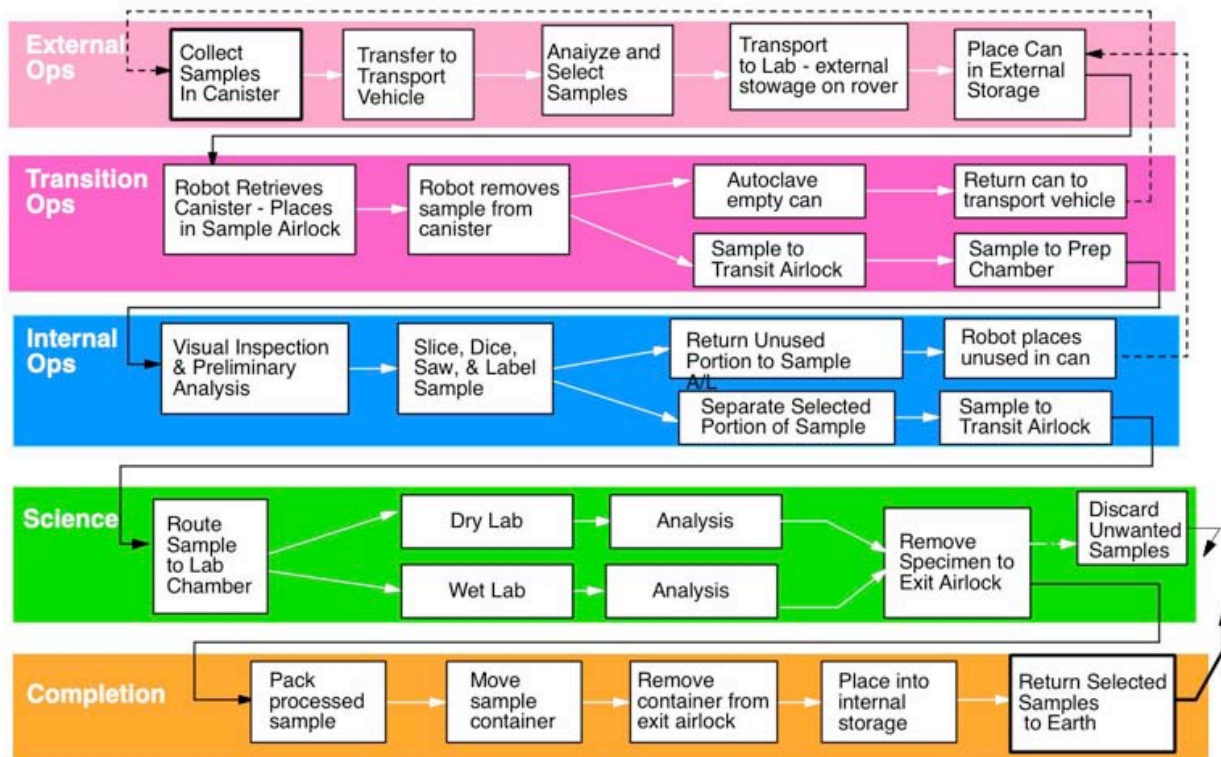 External
Ops
Collect
Samples
In Canister
Transfer to
Transport
Vehicle
Anaiyze and
Select
Samples
Transport
to Lab - external
stowage on rover
Place Can
in External
Storage
Transition
Ops
Robot Retrieves
Canister - Places
in Sample Airlock
Robot removes
sample from
canister
Autoclave
empty can
Return can to
transport vehicle
Sample to
Transit Airlock
Sample to Prep
Chamber
Internal
Ops
Visual Inspection
& Preliminary
Analysis
Slice, Dice,
Saw, & Label
Sample
Return Unused
Portion to Sample
A/L
Robot places
unused in can
Separate Selected
Portion of Sample
Sample to
Transit Airlock
Science
Route
Sample
to Lab
Chamber
Dry Lab
Analysis
Wet Lab
Analysis
Remove
Specimen to
Exit Airlock
Discard
Unwanted
Samples
Completion
Pack
processed
sample
Move
sample
container
Remove
container from
exit airlock
Place into
internal
storage
Return Selected
Samples
to Earth